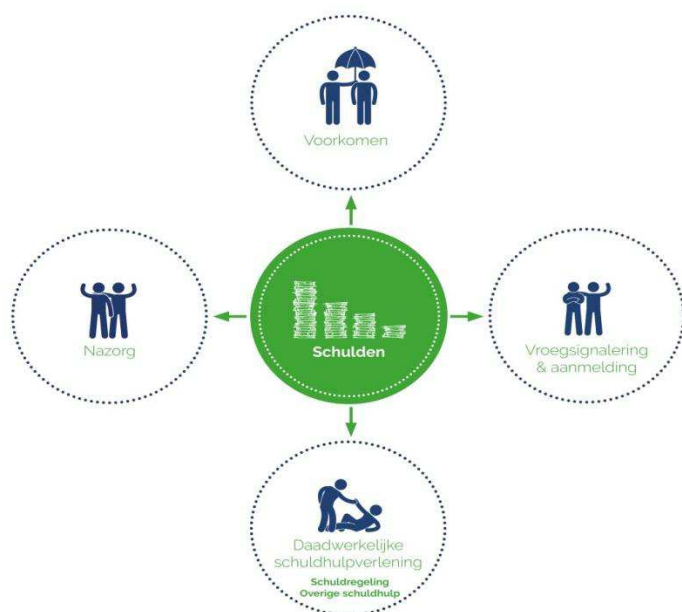 Voorkomen
Nazorg
Schulden
Vroegsignalering
& aanmelding
Daadwerkelijke
schuldhulpverlening
Schuldregeling
Overige schuldhulp